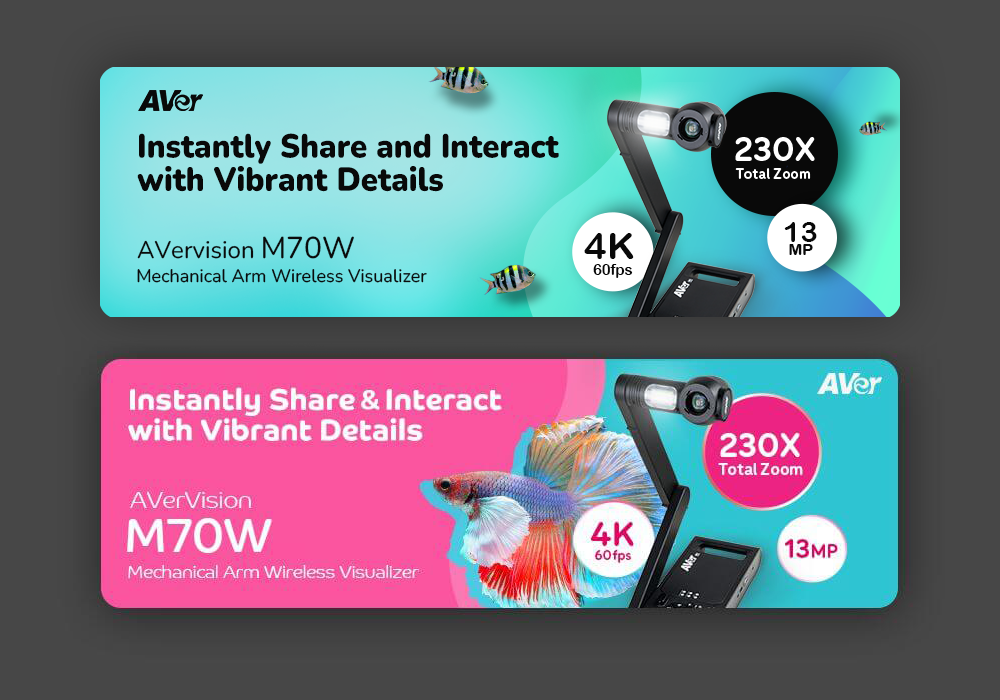 AVer
Instantly Share and Interact
with Vibrant Details
AVervision M70W
Mechanical Arm Wireless Visualizer
230X
Total Zoom
13
MP
4K
60fps
AVer
AVer
Instantly Share & Interact
with Vibrant Details
AVerVision
M70W
Mechanical Arm Wireless Visualizer
230X
Total Zoom
4K
60fps
13MP
AVer